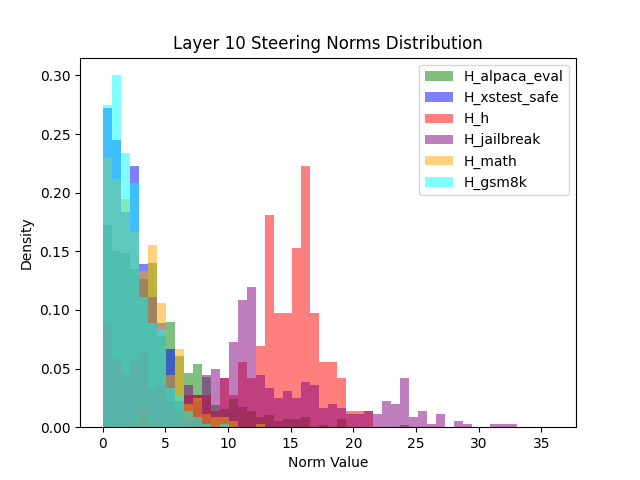 Layer 10 Steering Norms Distribution
0.30
0.25
0.20
0.15
0.10
0.05
0.00
Density
0 5 10 15 20 25 30 35
Norm Value
H_alpaca_eval
H_xstest_safe
H_h
H_jailbreak
H_math
H_gsm8k